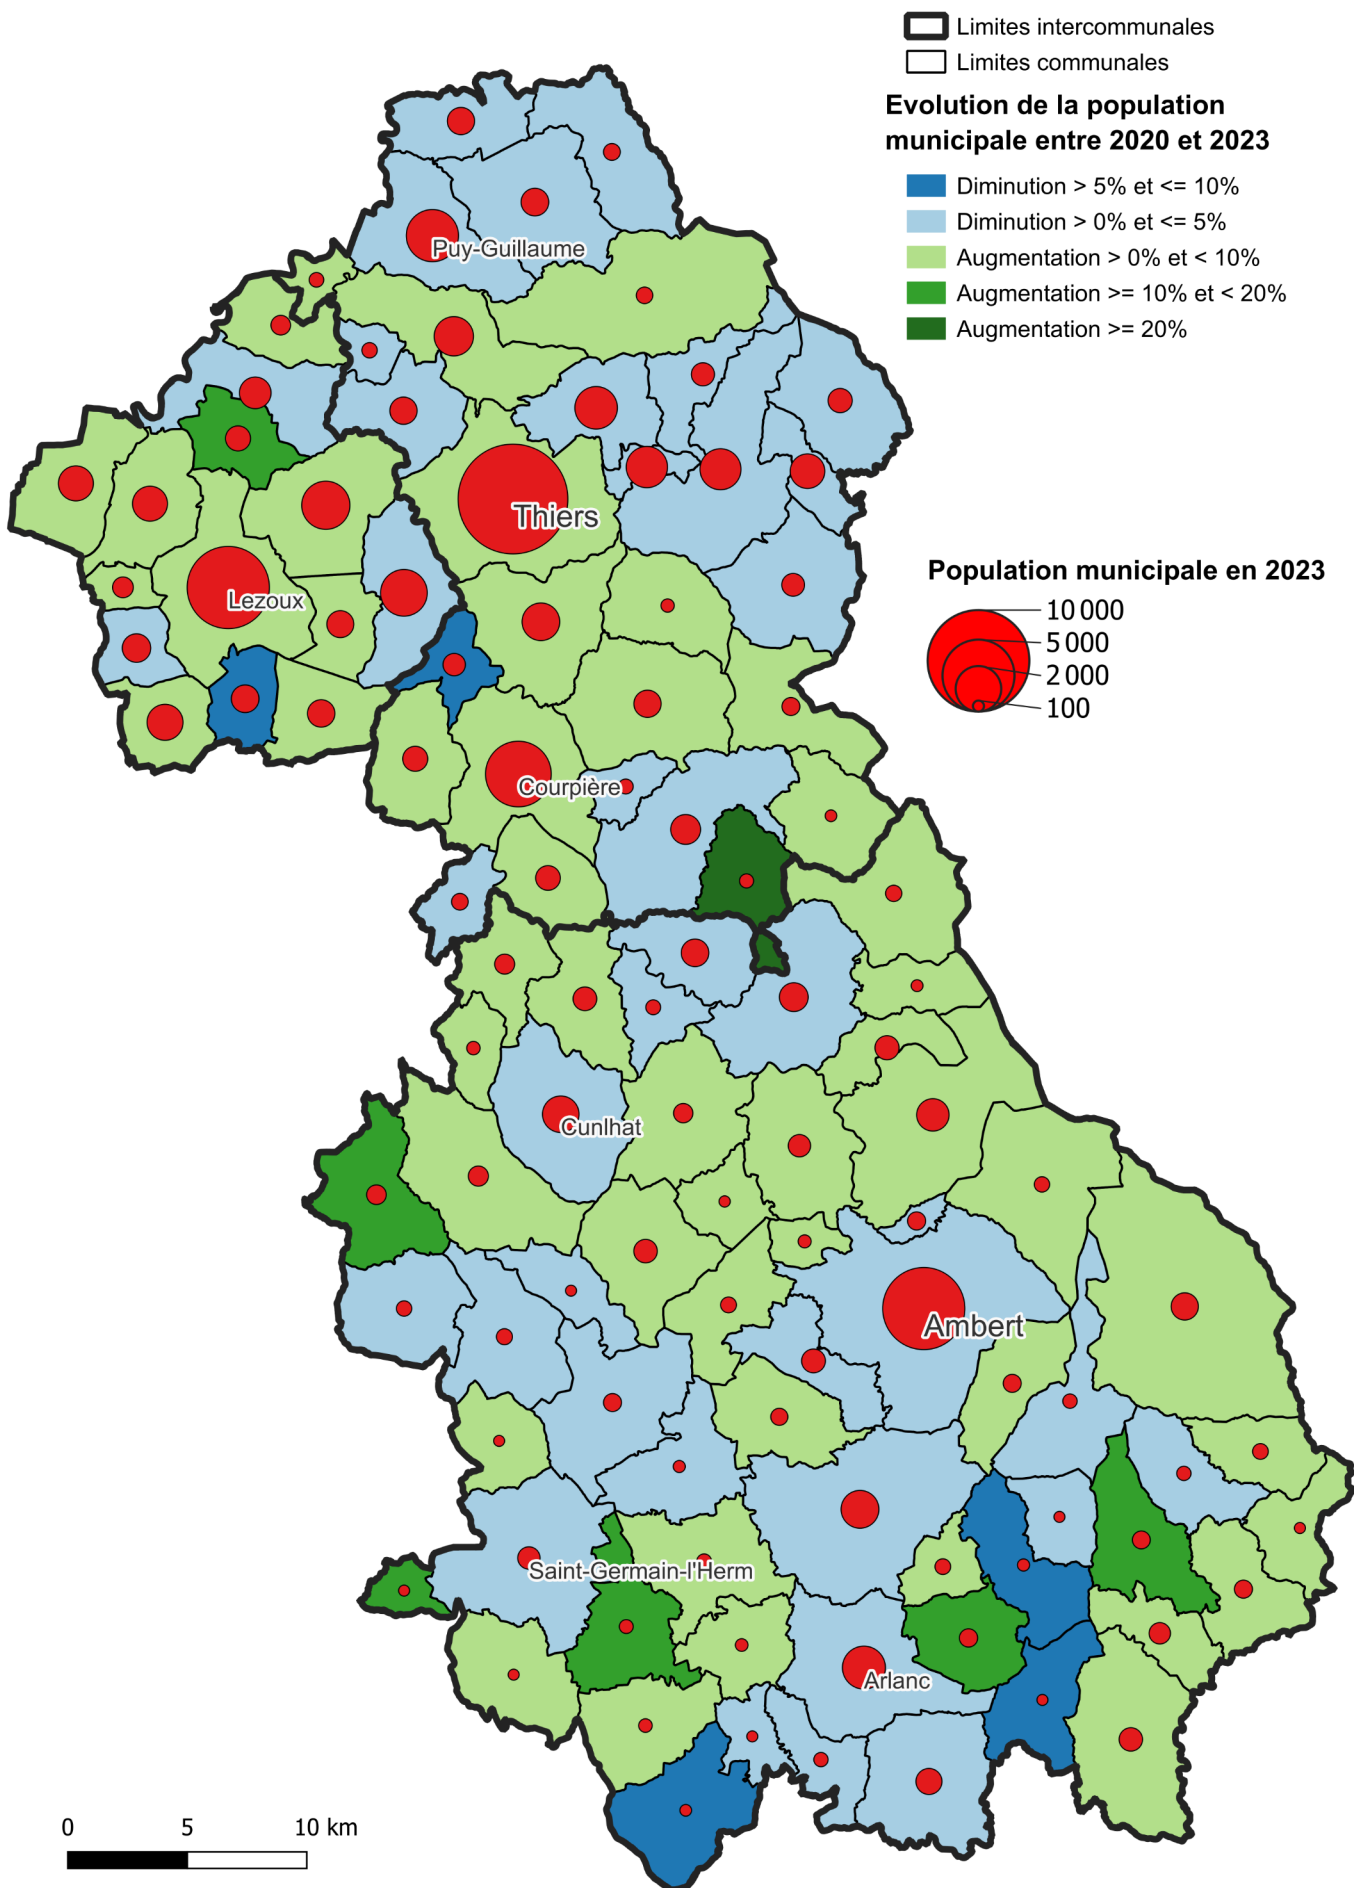 Limites intercommunales
Limites communales
Evolution de la population
municipale entre 2020 et 2023
Diminution > 5% et <= 10%
Diminution > 0% et <= 5%
Augmentation > 0% et < 10%
Augmentation >= 10% et < 20%
Augmentation >= 20%
Puy-Guillaume
Thiers
Lezoux
Population municipale en 2023
10 000
5 000
2 000
100
Courpière
Cunlhat
Ambert
Saint-Germain-l'Herm
Arlanc
0 5 10 km